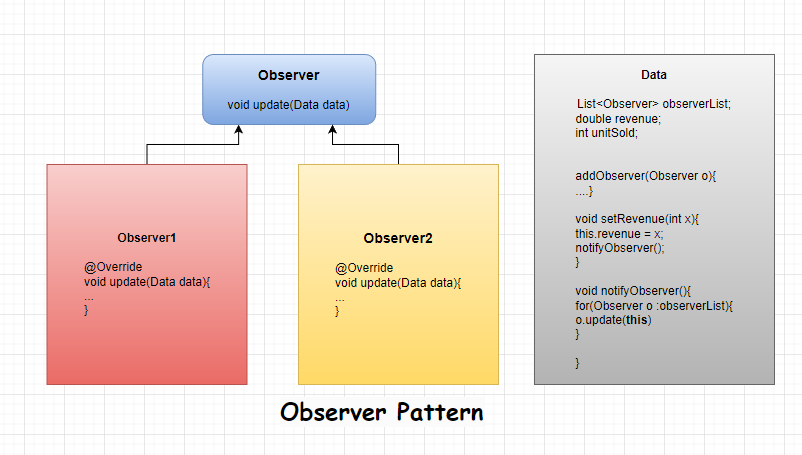 Observer
void update(Data data)
Observer1
@Override
void update(Data data){
...
}
Observer2
@Override
void update(Data data){
...
}
Data
List<Observer> observerList;
double revenue;
int unitSold;
addObserver(Observer o){
....}
void setRevenue(int x){
this.revenue = x;
notifyObserver();
}
void notifyObserver(){
for(Observer o :observerList){
o.update(this)
}
}
Observer Pattern